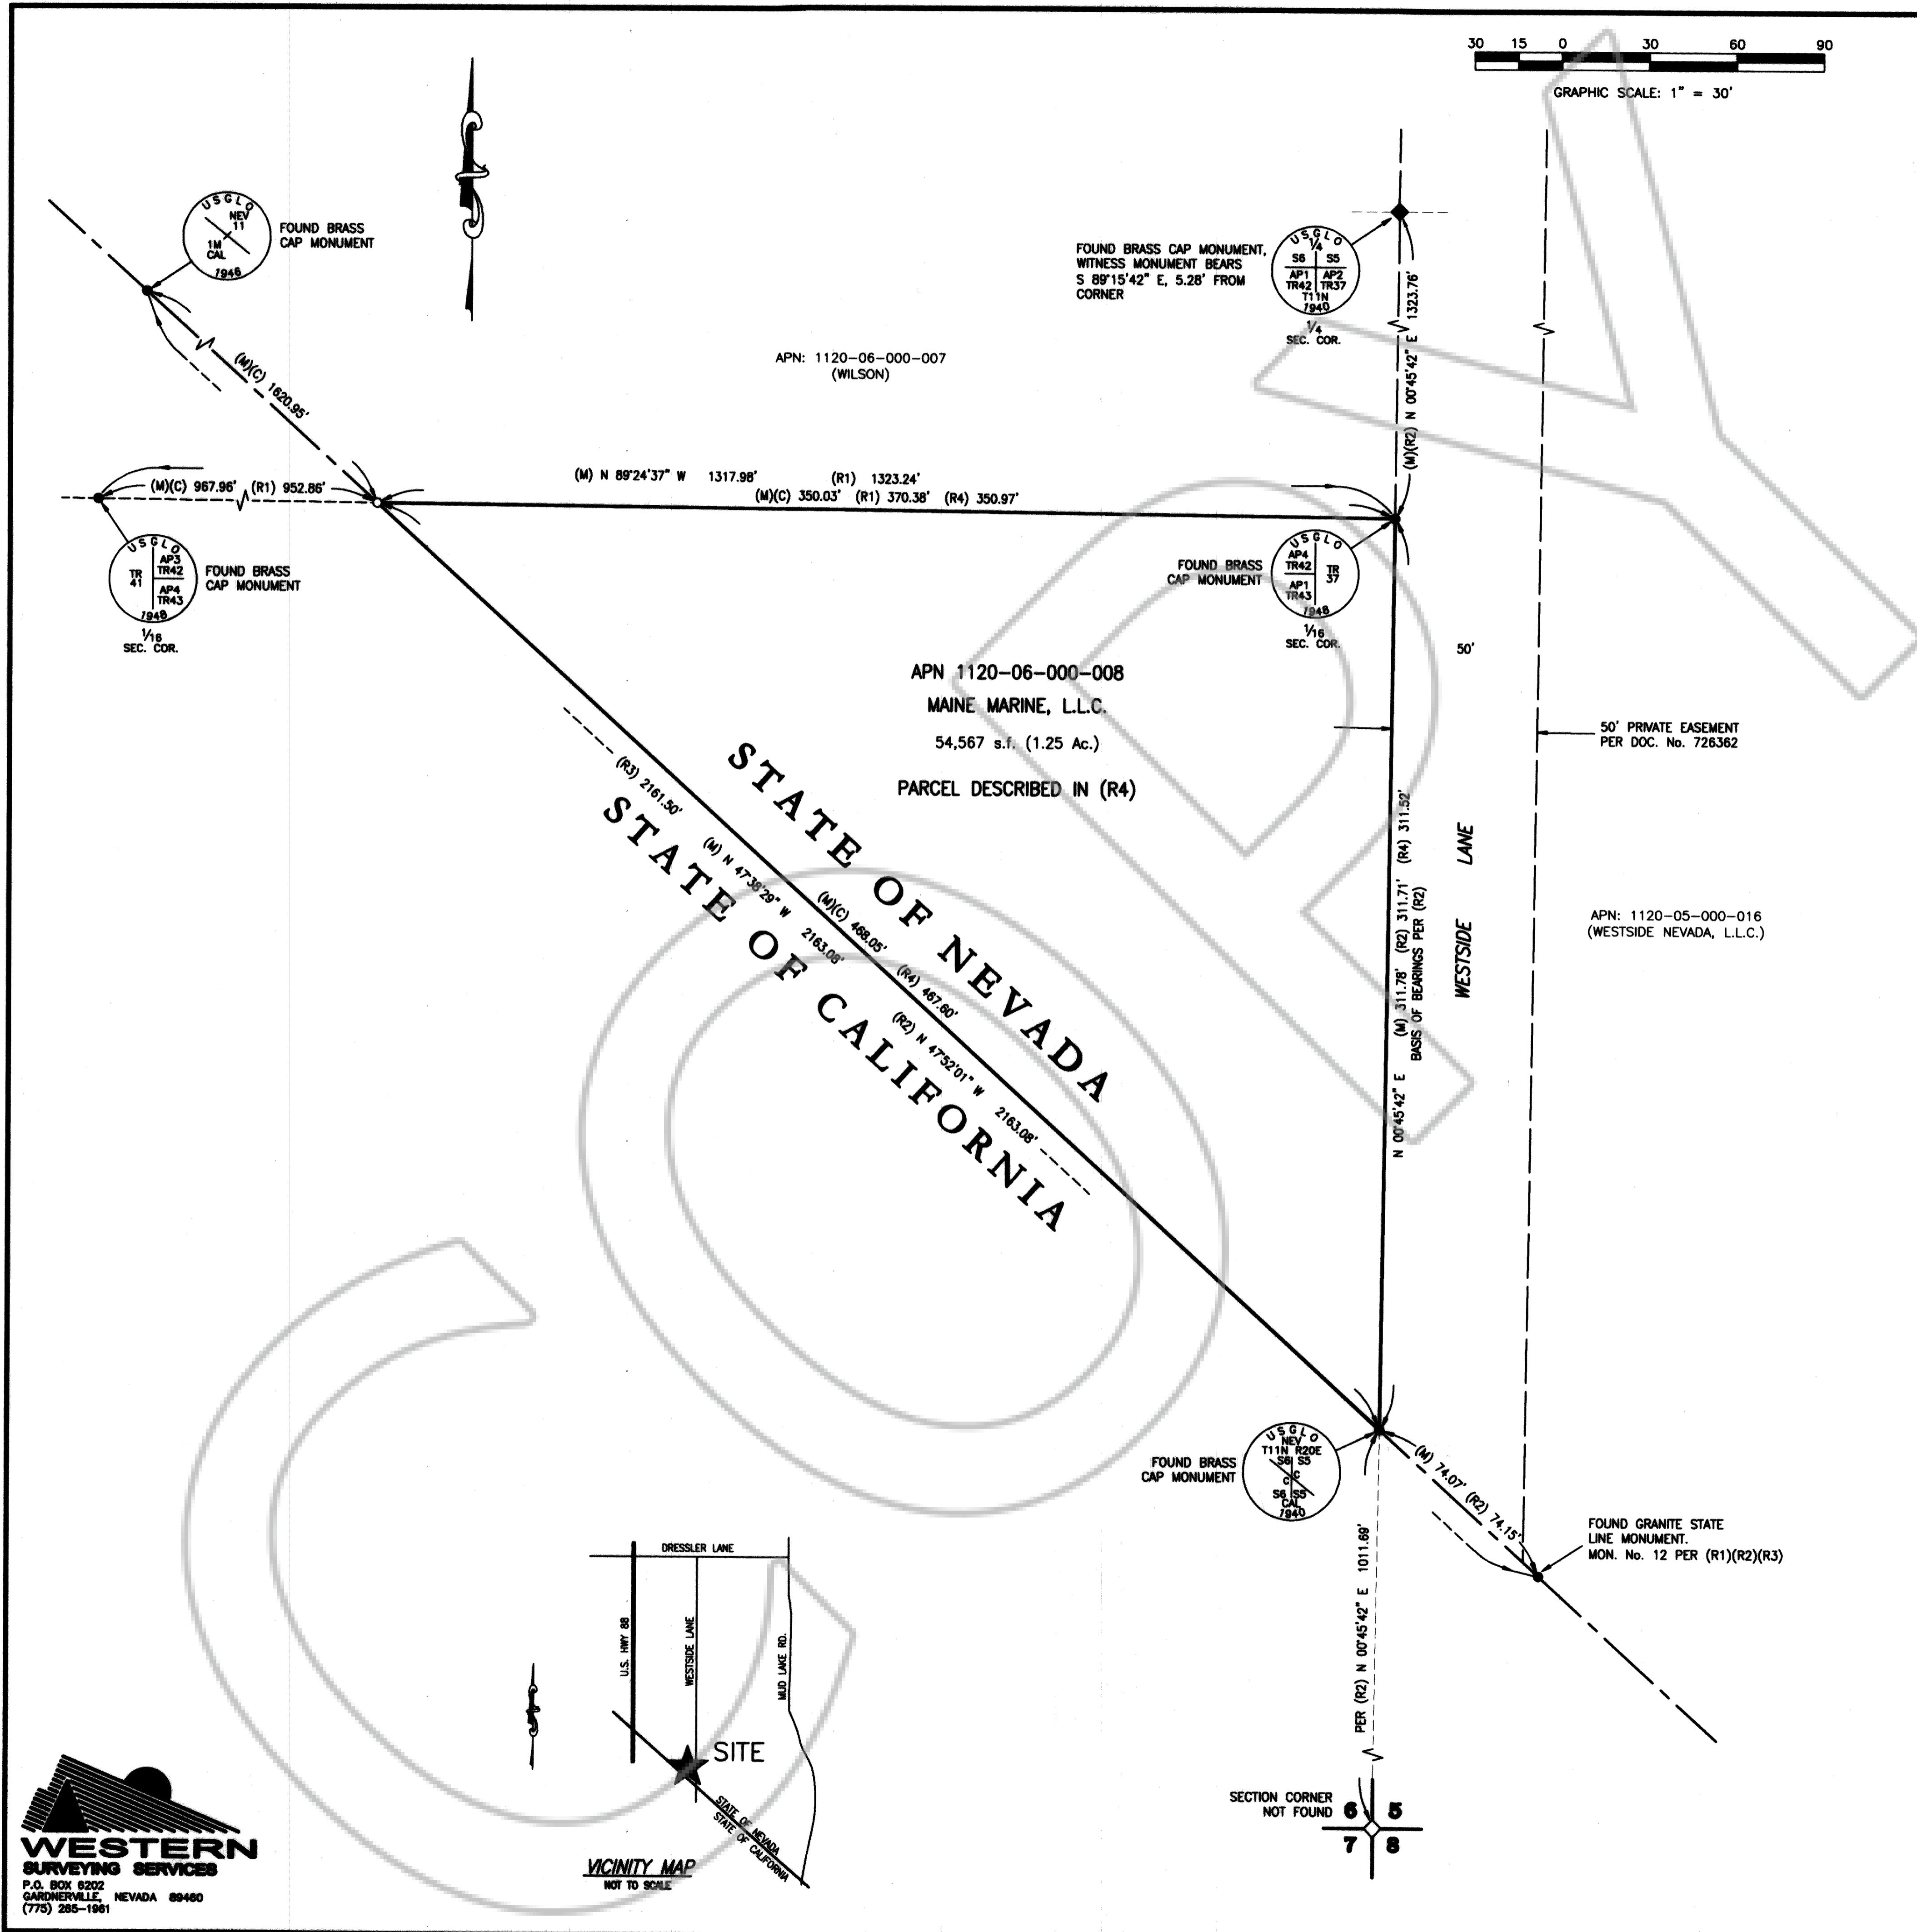 30 15 0 30 60 90
GRAPHIC SCALE: 1" = 30'
USGLO
NEV
11
1M
CAL
1946
FOUND BRASS
CAP MONUMENT
FOUND BRASS CAP MONUMENT,
WITNESS MONUMENT BEARS
S 89°15'42" E, 5.28' FROM
CORNER
USGLO
1/4
S6 S5
AP1 AP2
TR42 TR37
T11N
1940
1/4
SEC. COR.
(M)(R2) N 00°45'42" E 1323.76'
APN: 1120-06-000-007
(WILSON)
(M)(C) 1620.95'
(M)(C) 967.96' (R1) 952.86'
(M) N 89°24'37" W 1317.98' (R1) 1323.24'
(M)(C) 350.03' (R1) 370.38' (R4) 350.97'
USGLO
TR
41
AP3
TR42
AP4
TR43
1948
1/16
SEC. COR.
FOUND BRASS
CAP MONUMENT
FOUND BRASS
CAP MONUMENT
USGLO
AP4
TR42
TR
37
AP1
TR43
1948
1/16
SEC. COR.
50'
APN 1120-06-000-008
MAINE MARINE, L.L.C.
54,567 s.f. (1.25 Ac.)
PARCEL DESCRIBED IN (R4)
50' PRIVATE EASEMENT
PER DOC. No. 726362
STATE OF NEVADA
STATE OF CALIFORNIA
(R3) 2161.50'
(M) N 47°38'29" W 2163.08'
(M)(C) 468.05' (R4) 467.60'
(R2) N 47°52'01" W 2163.08'
N 00°45'42" E (M) 311.78' (R2) 311.71' (R4) 311.52'
BASIS OF BEARINGS PER (R2)
WESTSIDE LANE
APN: 1120-05-000-016
(WESTSIDE NEVADA, L.L.C.)
FOUND BRASS
CAP MONUMENT
USGLO
NEV
T11N R20E
S6 S5
C C
S6 S5
CAL
1940
(M) 74.07' (R2) 74.15'
FOUND GRANITE STATE
LINE MONUMENT.
MON. No. 12 PER (R1)(R2)(R3)
PER (R2) N 00°45'42" E 1011.69'
SECTION CORNER
NOT FOUND
6 5
7 8
DRESSLER LANE
U.S. HWY 88
WESTSIDE LANE
MUD LAKE RD.
SITE
STATE OF NEVADA
STATE OF CALIFORNIA
VICINITY MAP
NOT TO SCALE
WESTERN
SURVEYING SERVICES
P.O. BOX 6202
GARDNERVILLE, NEVADA 89460
(775) 265-1961
COPY